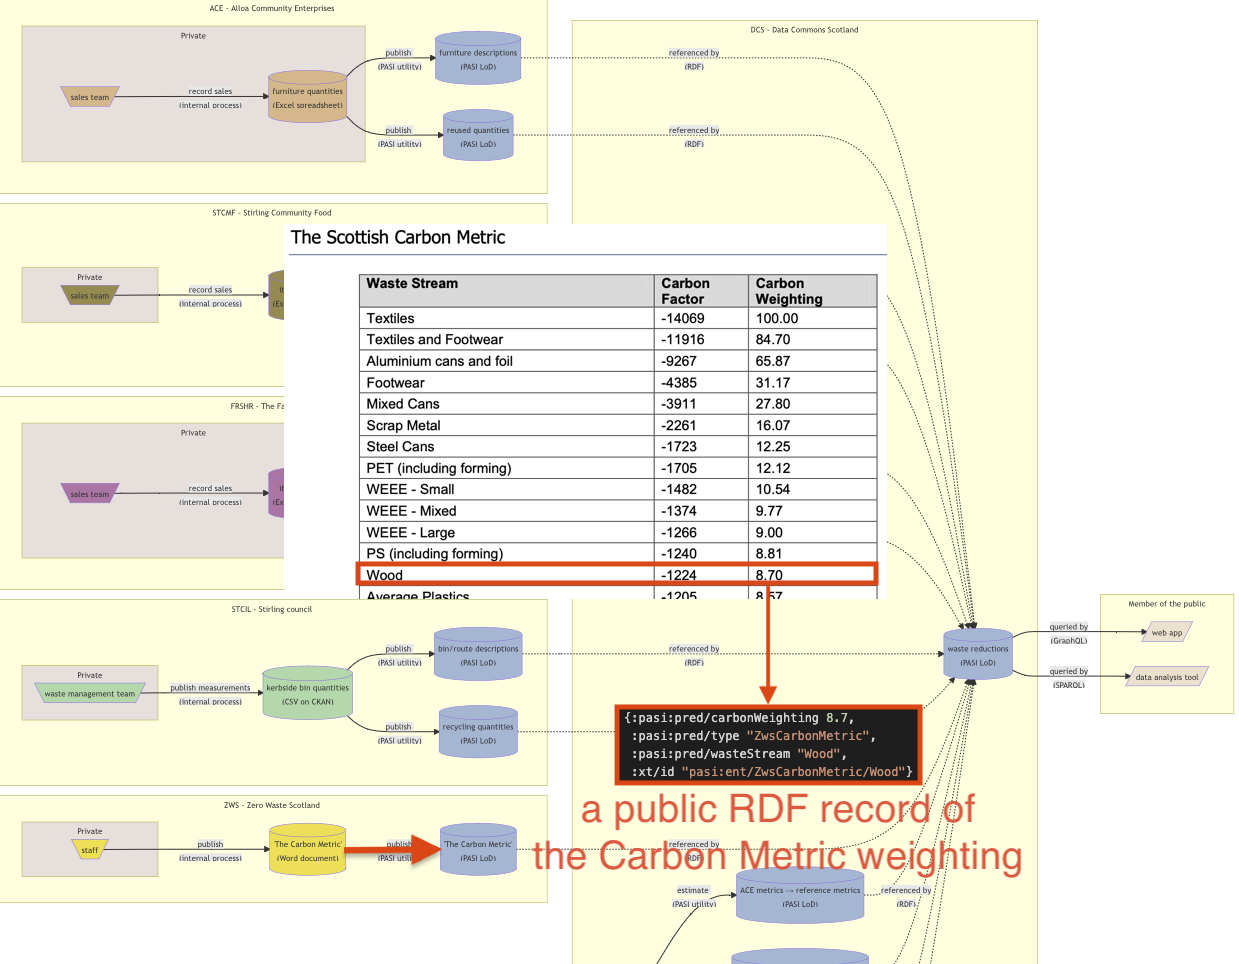 ACE - Alloa Community Enterprises
Private
sales team
record sales
(internal process)
furniture quantities
(Excel spreadsheet)
publish
(PASI utility)
furniture descriptions
(PASI LoD)
publish
(PASI utility)
reused quantities
(PASI LoD)
DCS - Data Commons Scotland
referenced by
(RDF)
referenced by
(RDF)
STCMF - Stirling Community Food
Private
sales team
record sales
(internal process)
The Scottish Carbon Metric
Waste Stream Carbon Factor Carbon Weighting
Textiles -14069 100.00
Textiles and Footwear -11916 84.70
Aluminium cans and foil -9267 65.87
Footwear -4385 31.17
Mixed Cans -3911 27.80
Scrap Metal -2261 16.07
Steel Cans -1723 12.25
PET (including forming) -1705 12.12
WEEE - Small -1482 10.54
WEEE - Mixed -1374 9.77
WEEE - Large -1266 9.00
PS (including forming) -1240 8.81
Wood -1224 8.70
Average Plastics -1205 8.57
FRSHR - The Fa
Private
sales team
record sales
(internal process)
STCIL - Stirling council
Private
waste management team
publish measurements
(internal process)
kerbside bin quantities
(CSV on CKAN)
publish
(PASI utility)
bin/route descriptions
(PASI LoD)
publish
(PASI utility)
recycling quantities
(PASI LoD)
referenced by
(RDF)
waste reductions
(PASI LoD)
queried by
(GraphQL)
queried by
(SPARQL)
Member of the public
web app
data analysis tool
{:pasi:pred/carbonWeighting 8.7,
:pasi:pred/type "ZwsCarbonMetric",
:pasi:pred/wasteStream "Wood",
:xt/id "pasi:ent/ZwsCarbonMetric/Wood"}
a public RDF record of
the Carbon Metric weighting
ZWS - Zero Waste Scotland
Private
staff
publish
(internal process)
'The Carbon Metric'
(Word document)
publish
(PASI utili
'The Carbon Metric'
(PASI LoD)
referenced by
(RDF)
estimate
(PASI utility)
ACE metrics → reference metrics
(PASI LoD)
referenced by
(RDF)